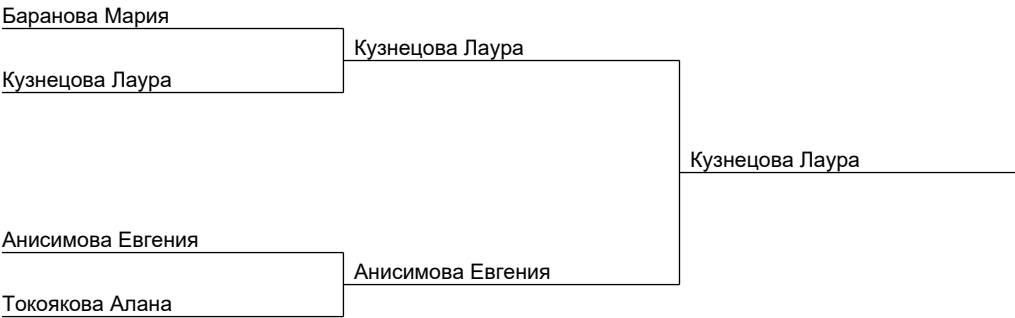 Баранова Мария
Кузнецова Лаура
Кузнецова Лаура
Кузнецова Лаура
Анисимова Евгения
Анисимова Евгения
Токоякова Алана